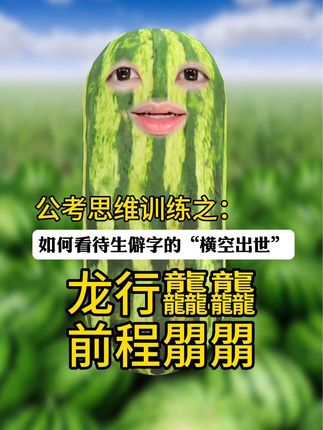 公考思维训练之：
如何看待生僻字的“横空出世”
龙行龘龘
前程朤朤